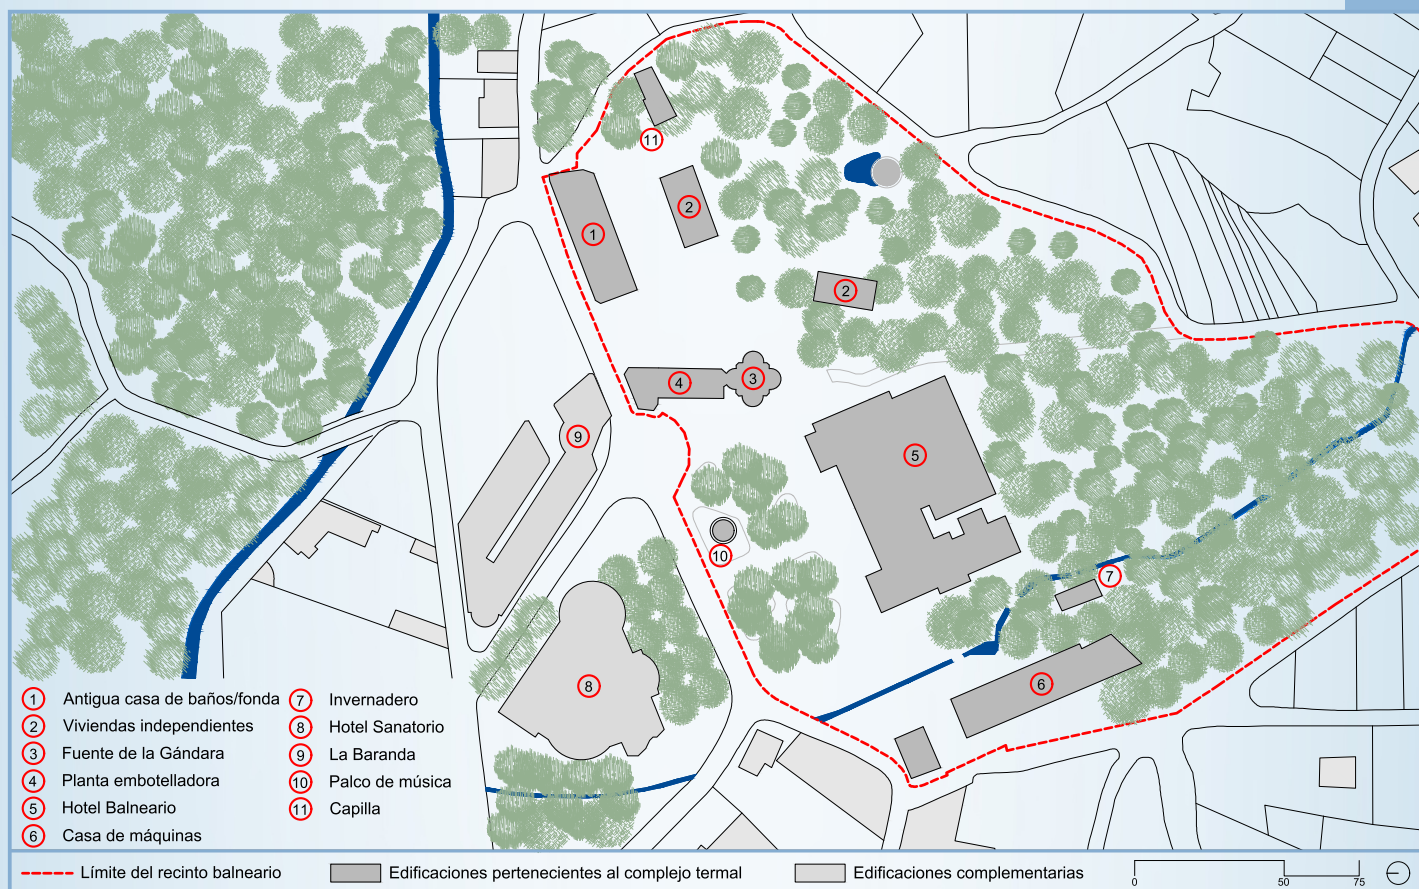 11
2
1
2
3
4
9
5
10
7
6
8
1 Antigua casa de baños/fonda
2 Viviendas independientes
3 Fuente de la Gándara
4 Planta embotelladora
5 Hotel Balneario
6 Casa de máquinas
7 Invernadero
8 Hotel Sanatorio
9 La Baranda
10 Palco de música
11 Capilla
Límite del recinto balneario
Edificaciones pertenecientes al complejo termal
Edificaciones complementarias
0 50 75